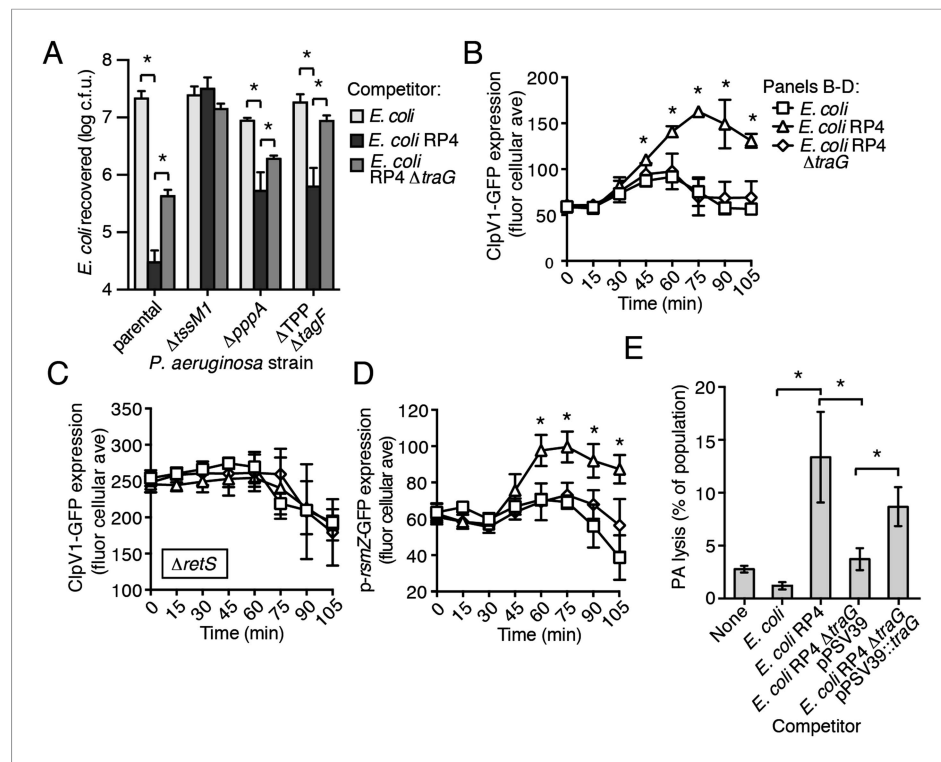 A
8
7
6
5
4
E. coli recovered (log c.f.u.)
* * * * * *
parental
ΔtssM1
ΔpppA
ΔTPP
ΔtagF
P. aeruginosa strain
Competitor:
E. coli
E. coli RP4
E. coli
RP4 ΔtraG
B
200
150
100
50
0
ClpV1-GFP expression
(fluor cellular ave)
* * * * *
0 15 30 45 60 75 90 105
Time (min)
Panels B-D:
E. coli
E. coli RP4
E. coli RP4
ΔtraG
C
350
300
250
200
150
100
ClpV1-GFP expression
(fluor cellular ave)
ΔretS
0 15 30 45 60 75 90 105
Time (min)
D
120
100
80
60
40
20
p-rsmZ-GFP expression
(fluor cellular ave)
* * * *
0 15 30 45 60 75 90 105
Time (min)
E
20
15
10
5
0
PA lysis (% of population)
* * *
None
E. coli
E. coli RP4
E. coli RP4 ΔtraG
pPSV39
E. coli RP4 ΔtraG
pPSV39::traG
Competitor